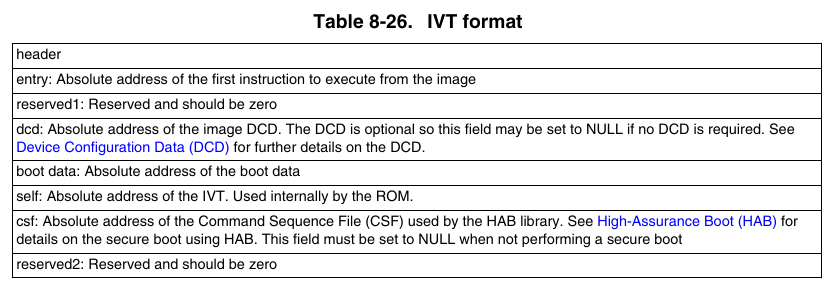 Table 8-26. IVT format
header
entry: Absolute address of the first instruction to execute from the image
reserved1: Reserved and should be zero
dcd: Absolute address of the image DCD. The DCD is optional so this field may be set to NULL if no DCD is required. See
Device Configuration Data (DCD) for further details on the DCD.
boot data: Absolute address of the boot data
self: Absolute address of the IVT. Used internally by the ROM.
csf: Absolute address of the Command Sequence File (CSF) used by the HAB library. See High-Assurance Boot (HAB) for
details on the secure boot using HAB. This field must be set to NULL when not performing a secure boot
reserved2: Reserved and should be zero